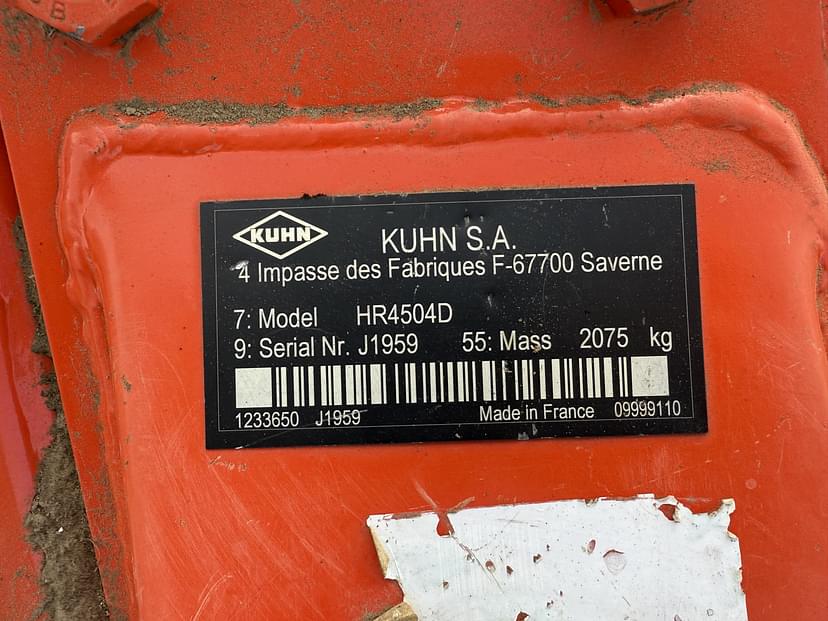 KUHN
KUHN S.A.
4 Impasse des Fabriques F-67700 Saverne
7: Model HR4504D
9: Serial Nr. J1959 55: Mass 2075 kg
1233650 J1959 Made in France 09999110